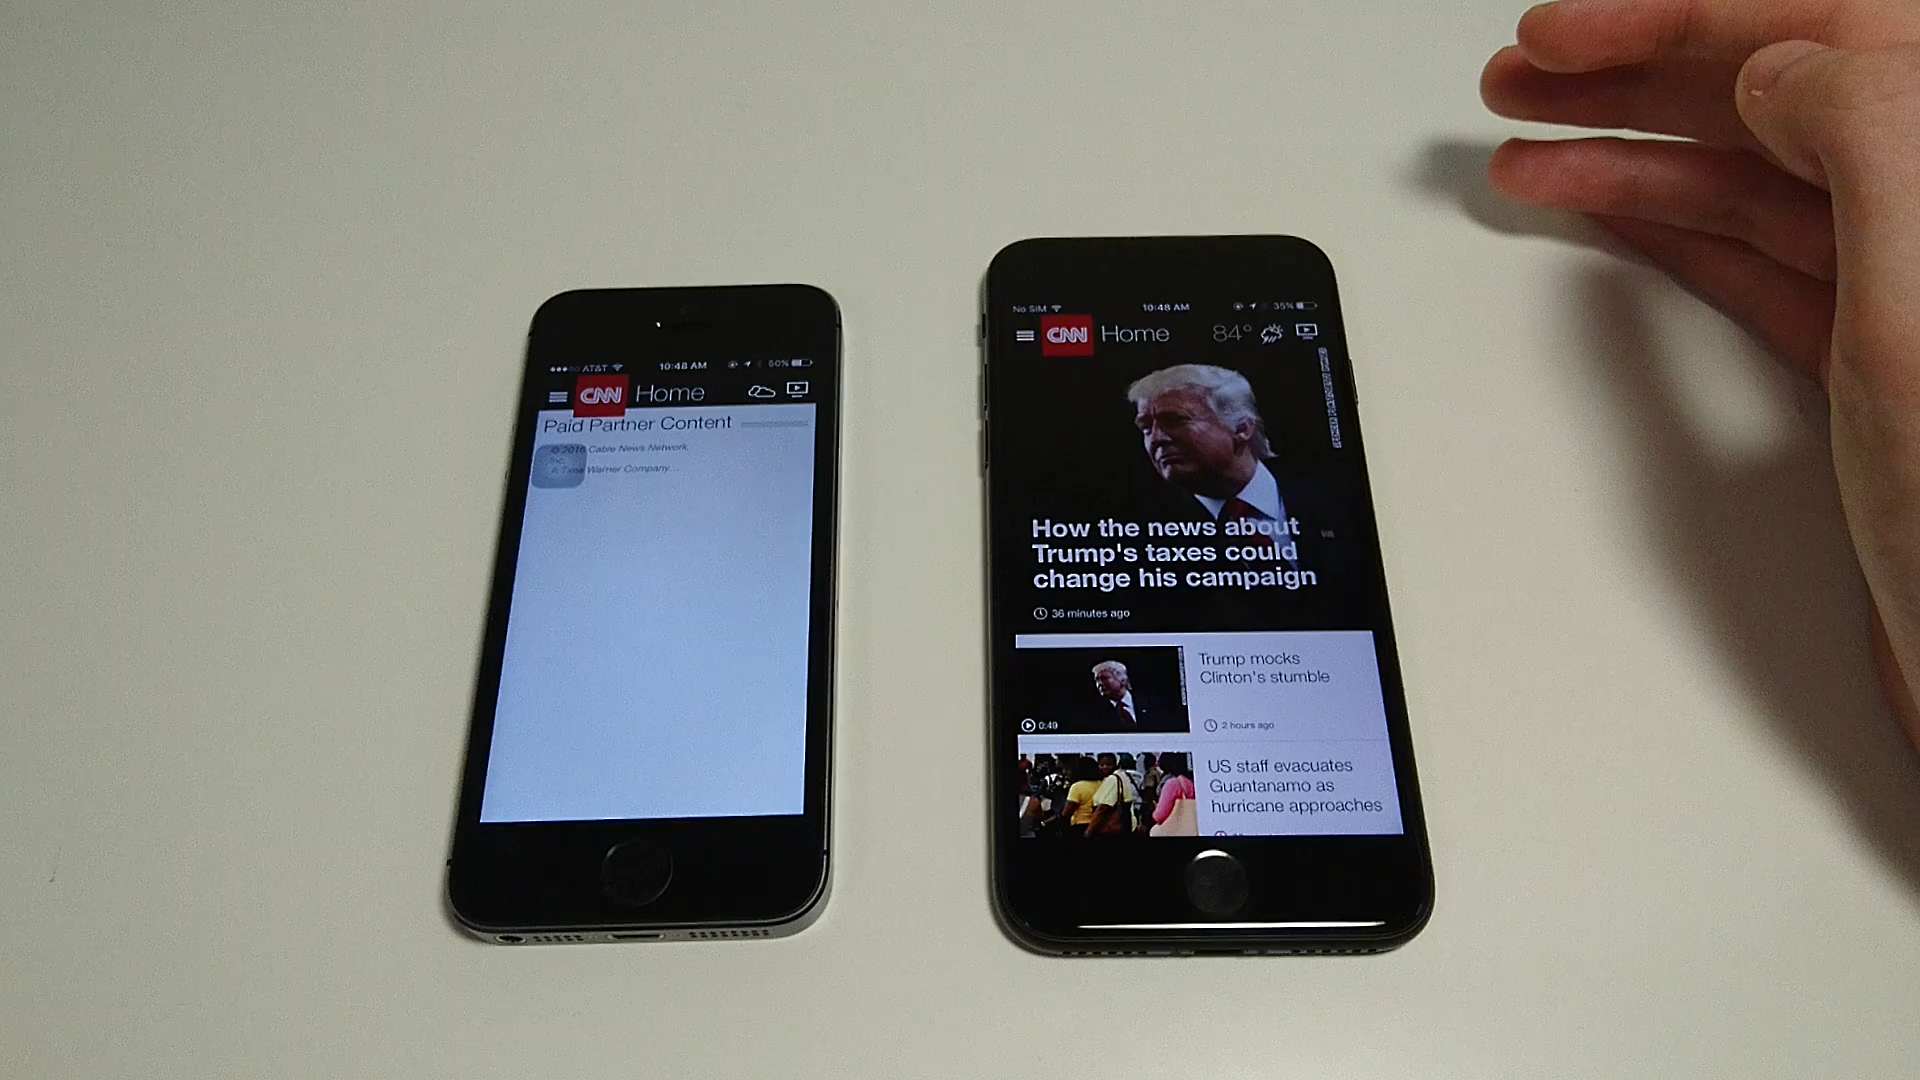 AT&T 10:48 AM 50%
CNN Home
Paid Partner Content
© 2016 Cable News Network,
Inc.
A Time Warner Company...
No SIM 10:48 AM 35%
CNN Home 84°
How the news about
Trump's taxes could
change his campaign
36 minutes ago
0:49
Trump mocks
Clinton's stumble
2 hours ago
US staff evacuates
Guantanamo as
hurricane approaches